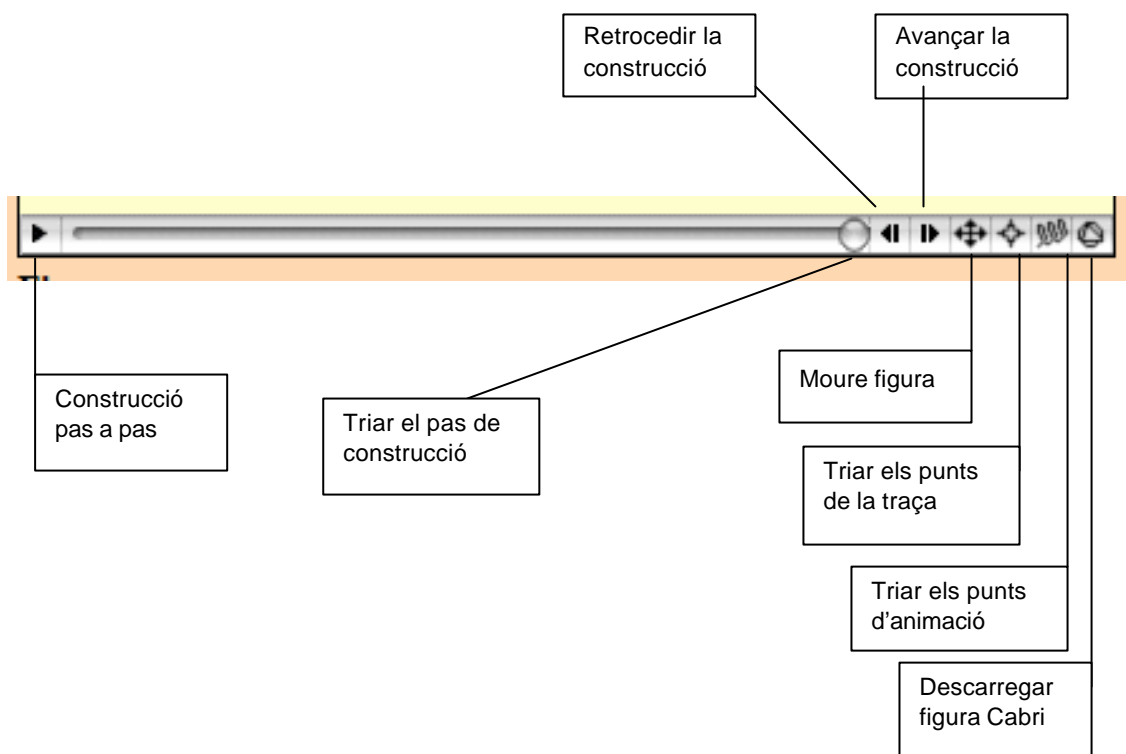 Retrocedir la
construcció
Avançar la
construcció
Construcció
pas a pas
Triar el pas de
construcció
Moure figura
Triar els punts
de la traça
Triar els punts
d'animació
Descarregar
figura Cabri